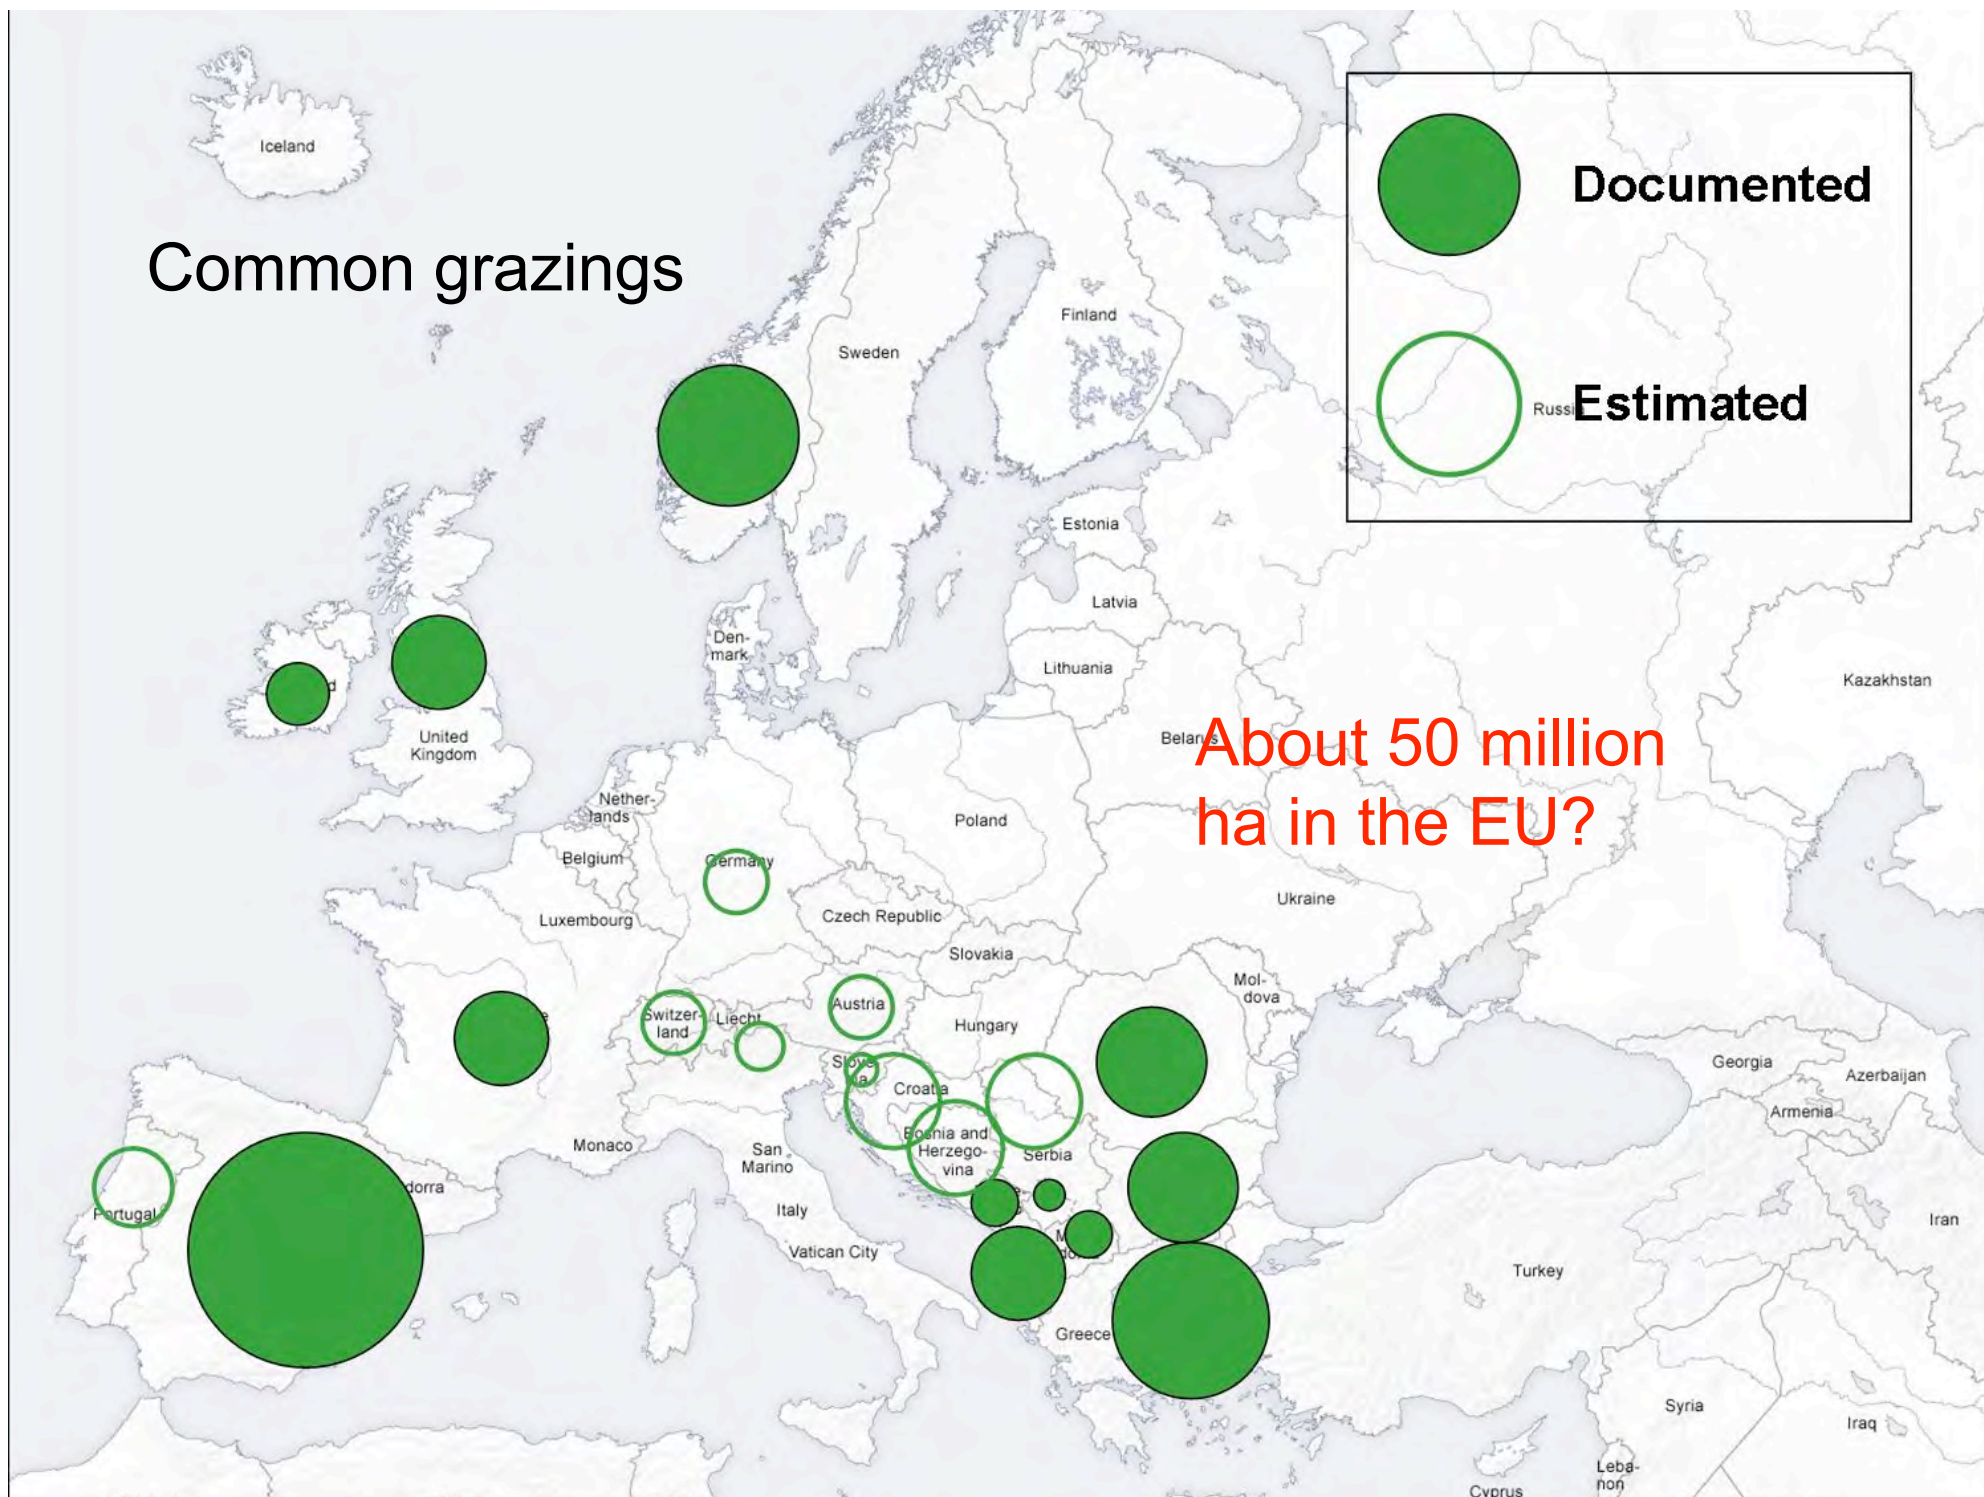 Iceland
Documented
Common grazings
Finland
Sweden
Estimated
Estonia
Latvia
Den-
mark
Lithuania
Kazakhstan
United
Kingdom
About 50 million
ha in the EU?
Nether-
lands
Poland
Belgium
Germany
Ukraine
Luxembourg
Czech Republic
Slovakia
Mol-
dova
Austria
Switzer-
land
Liecht.
Hungary
Georgia
Azerbaijan
Armenia
Croatia
Bosnia and
Herzego-
vina
Monaco
San
Marino
Serbia
Portugal
Italy
Vatican City
Iran
Turkey
Greece
Syria
Iraq
Leba-
non
Cyprus